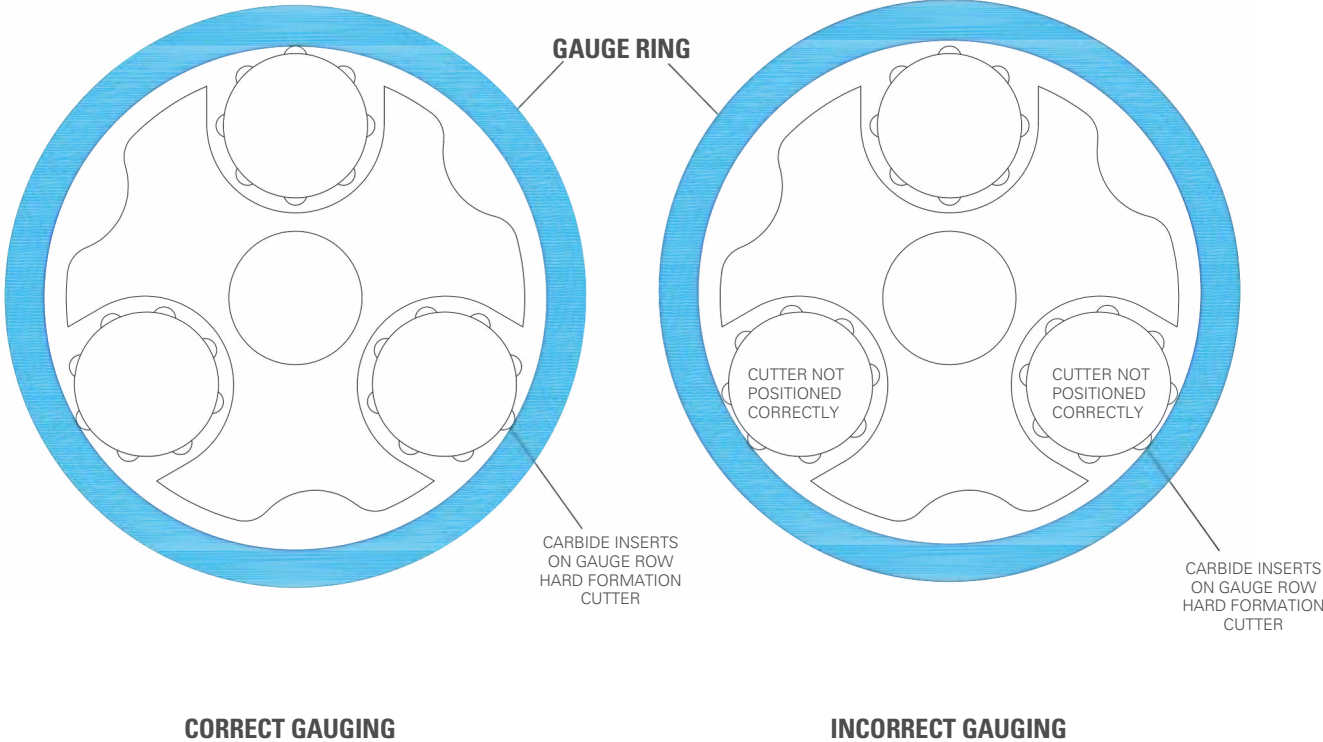 GAUGE RING
CUTTER NOT
POSITIONED
CORRECTLY
CUTTER NOT
POSITIONED
CORRECTLY
CARBIDE INSERTS
ON GAUGE ROW
HARD FORMATION
CUTTER
CARBIDE INSERTS
ON GAUGE ROW
HARD FORMATION
CUTTER
CORRECT GAUGING
INCORRECT GAUGING